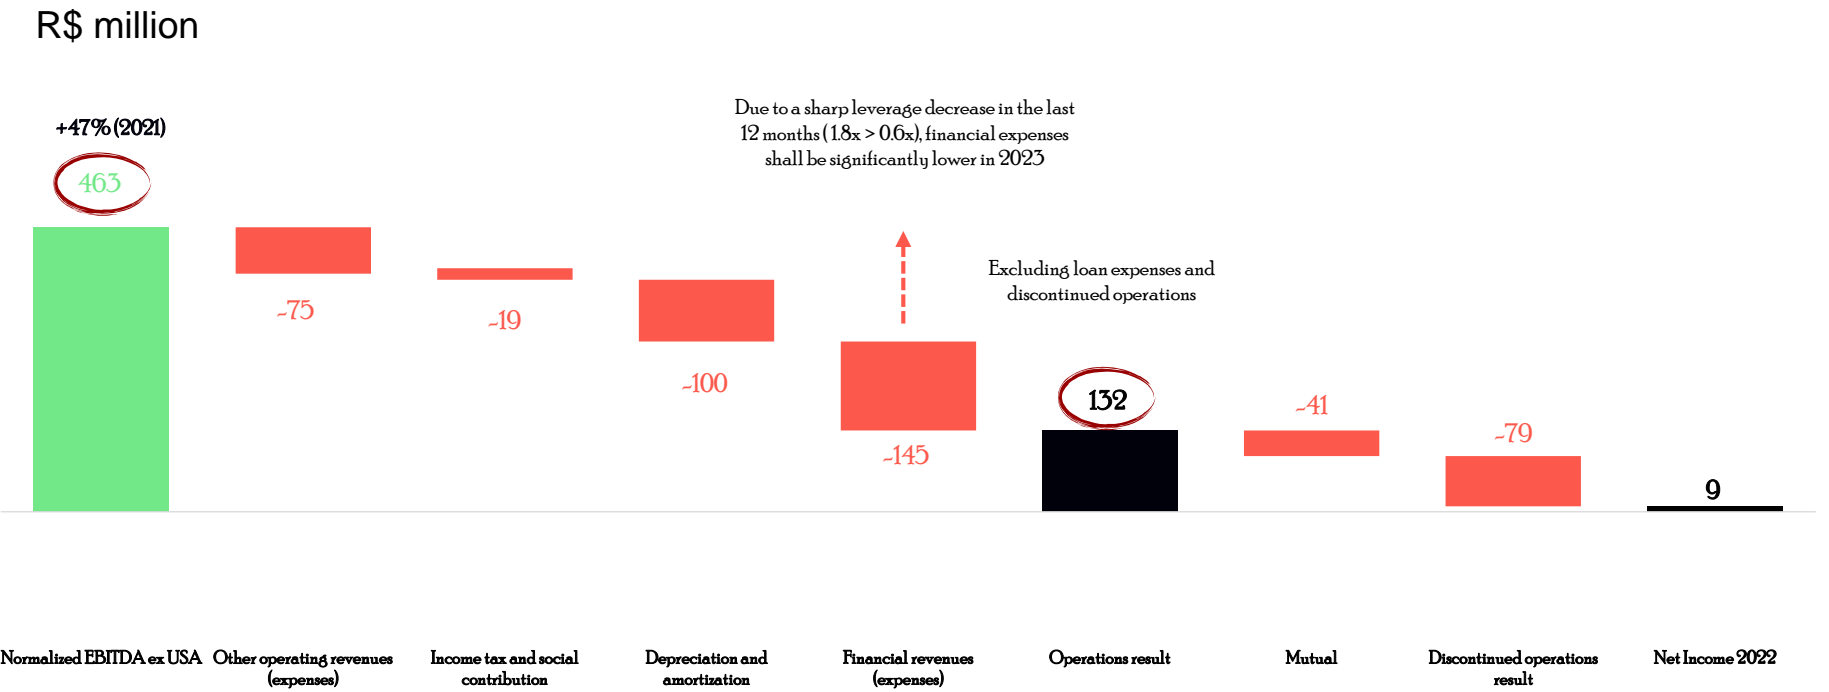 R$ million
+47% (2021)
463
Due to a sharp leverage decrease in the last
12 months (1.8x > 0.6x), financial expenses
shall be significantly lower in 2023
Excluding loan expenses and
discontinued operations
-75
-19
-100
-145
132
-41
-79
9
Normalized EBITDA ex USA
Other operating revenues
(expenses)
Income tax and social
contribution
Depreciation and
amortization
Financial revenues
(expenses)
Operations result
Mutual
Discontinued operations
result
Net Income 2022